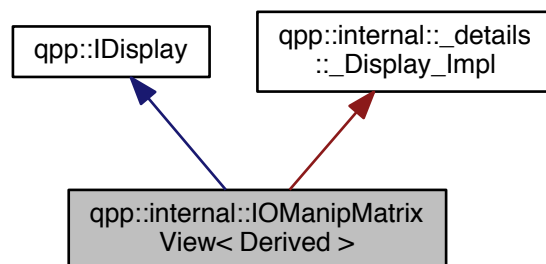 qpp::IDisplay
qpp::internal::_details
::_Display_Impl
qpp::internal::IOManipMatrix
View< Derived >